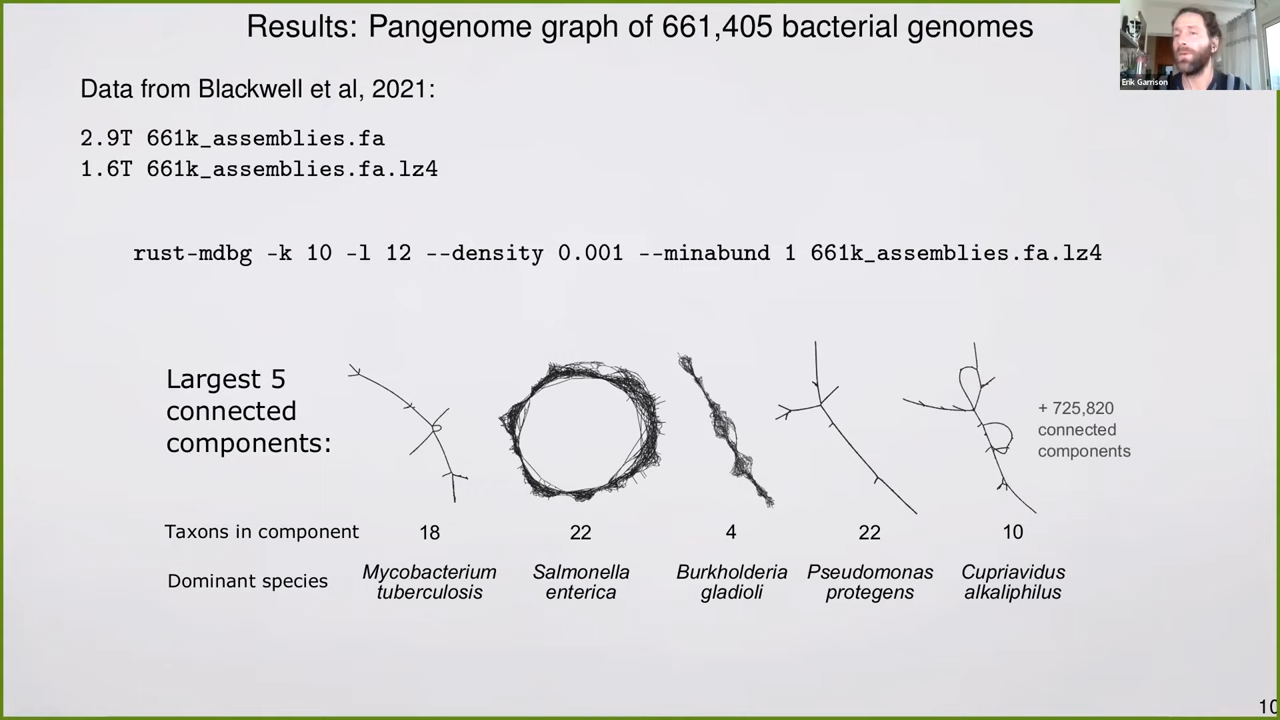 Results: Pangenome graph of 661,405 bacterial genomes
Erik Garrison
Data from Blackwell et al, 2021:
2.9T 661k_assemblies.fa
1.6T 661k_assemblies.fa.lz4
rust-mdbg -k 10 -l 12 --density 0.001 --minabund 1 661k_assemblies.fa.lz4
Largest 5
connected
components:
+ 725,820
connected
components
Taxons in component 18 22 4 22 10
Dominant species
Mycobacterium
tuberculosis
Salmonella
enterica
Burkholderia
gladioli
Pseudomonas
protegens
Cupriavidus
alkaliphilus
10